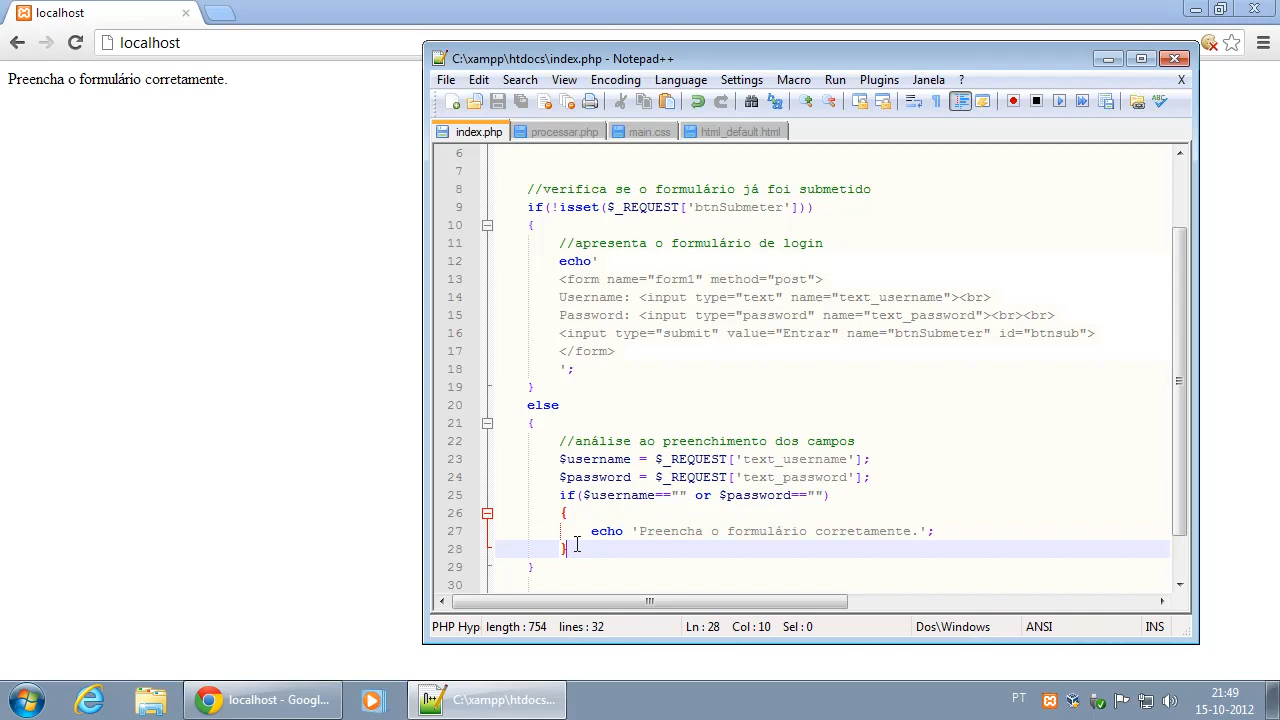 localhost
localhost
Preencha o formulário corretamente.
C:\xampp\htdocs\index.php - Notepad++
File Edit Search View Encoding Language Settings Macro Run Plugins Janela ? X
index.php processar.php main.css html_default.html
6
7
8 //verifica se o formulário já foi submetido
9 if(!isset($_REQUEST['btnSubmeter']))
10 {
11 //apresenta o formulário de login
12 echo'
13 <form name="form1" method="post">
14 Username: <input type="text" name="text_username"><br>
15 Password: <input type="password" name="text_password"><br><br>
16 <input type="submit" value="Entrar" name="btnSubmeter" id="btnsub">
17 </form>
18 ';
19 }
20 else
21 {
22 //análise ao preenchimento dos campos
23 $username = $_REQUEST['text_username'];
24 $password = $_REQUEST['text_password'];
25 if($username=="" or $password=="")
26 {
27 echo 'Preencha o formulário corretamente.';
28 }
29 }
30
PHP Hyp length : 754 lines : 32 Ln : 28 Col : 10 Sel : 0 Dos\Windows ANSI INS
localhost - Googl... C:\xampp\htdocs... PT 21:49
15-10-2012